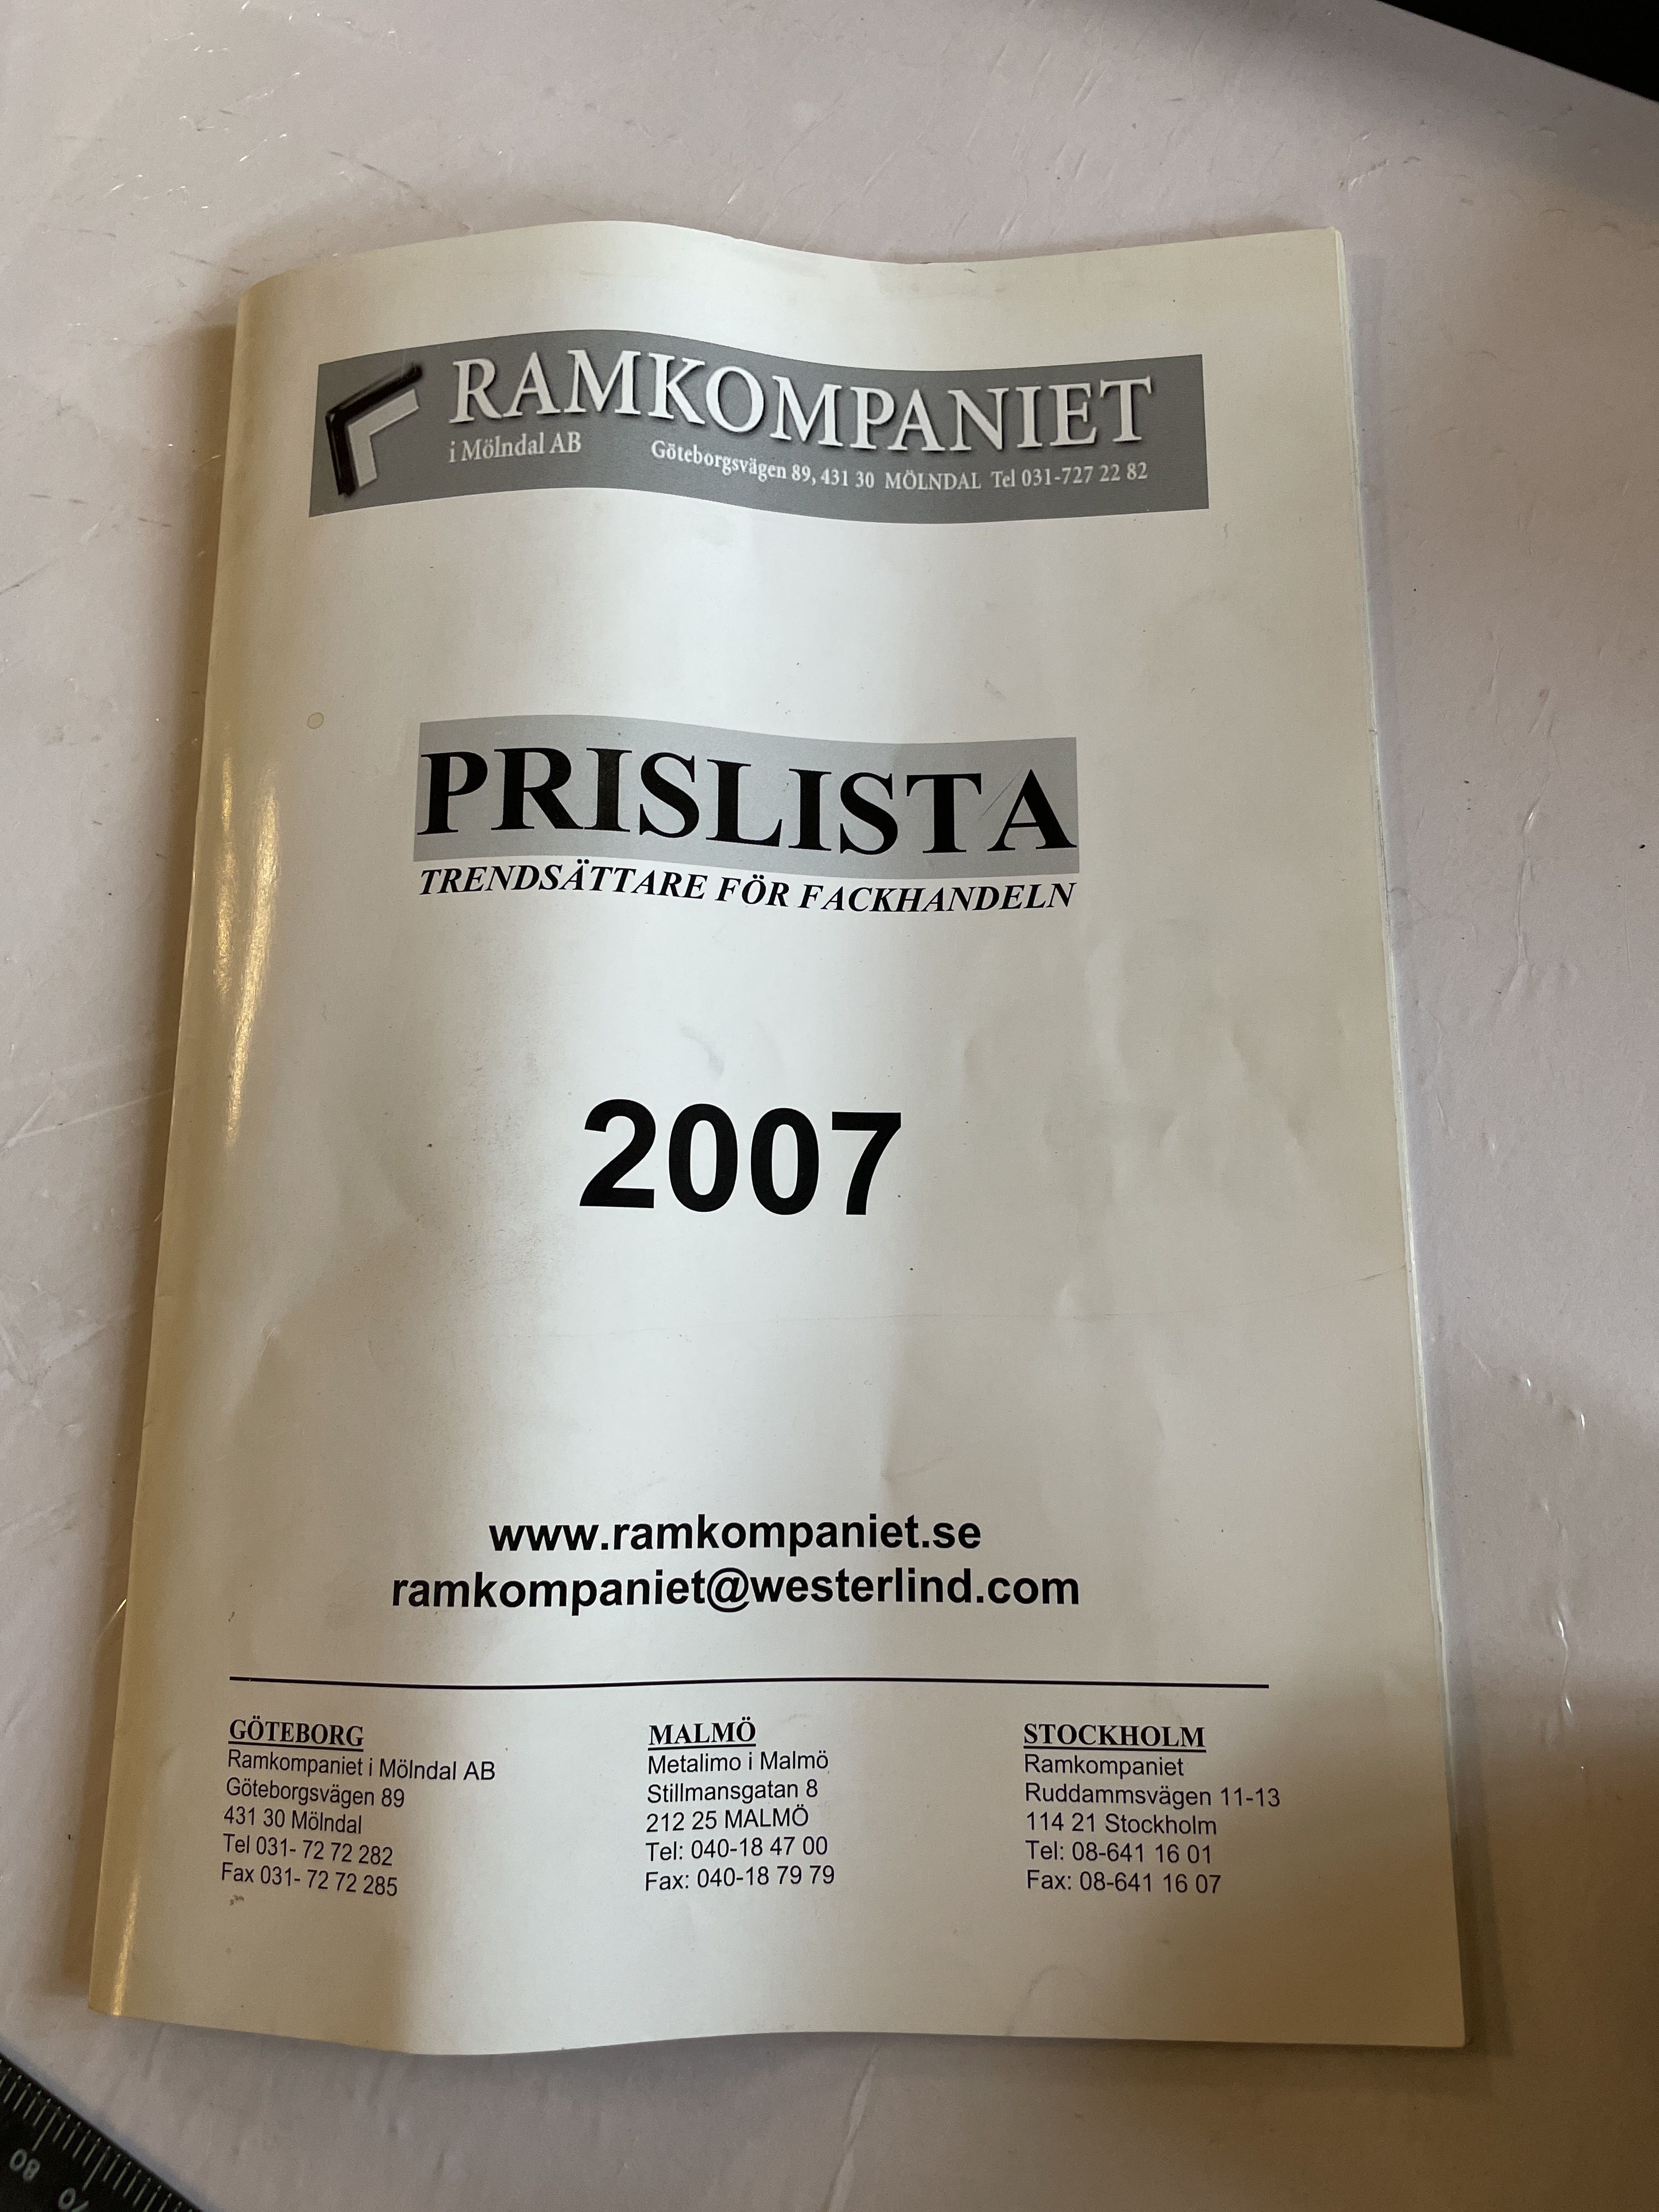 RAMKOMPANIET
i Mölndal AB Göteborgsvägen 89, 431 30 MÖLNDAL Tel 031-727 22 82
PRISLISTA
TRENDSÄTTARE FÖR FACKHANDELN
2007
www.ramkompaniet.se
ramkompaniet@westerlind.com
GÖTEBORG
Ramkompaniet i Mölndal AB
Göteborgsvägen 89
431 30 Mölndal
Tel 031- 72 72 282
Fax 031- 72 72 285
MALMÖ
Metalimo i Malmö
Stillmansgatan 8
212 25 MALMÖ
Tel: 040-18 47 00
Fax: 040-18 79 79
STOCKHOLM
Ramkompaniet
Ruddammsvägen 11-13
114 21 Stockholm
Tel: 08-641 16 01
Fax: 08-641 16 07
80
70